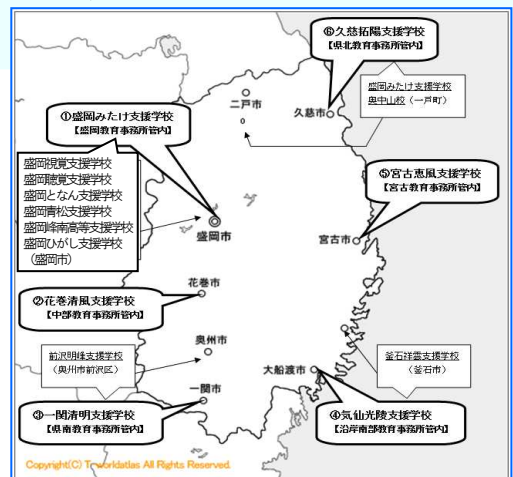 ⑥久慈拓陽支援学校
【県北教育事務所管内】
盛岡みたけ支援学校
奥中山校（一戸町）
二戸市
久慈市
①盛岡みたけ支援学校
【盛岡教育事務所管内】
盛岡視覚支援学校
盛岡聴覚支援学校
盛岡となん支援学校
盛岡青松支援学校
盛岡峰南高等支援学校
盛岡ひがし支援学校
（盛岡市）
⑤宮古恵風支援学校
【宮古教育事務所管内】
盛岡市
宮古市
花巻市
②花巻清風支援学校
【中部教育事務所管内】
奥州市
前沢明峰支援学校
（奥州市前沢区）
釜石祥雲支援学校
（釜石市）
大船渡市
一関市
③一関清明支援学校
【県南教育事務所管内】
④気仙光陵支援学校
【沿岸南部教育事務所管内】
Copyright(C) T-worldatlas All Rights Reserved.